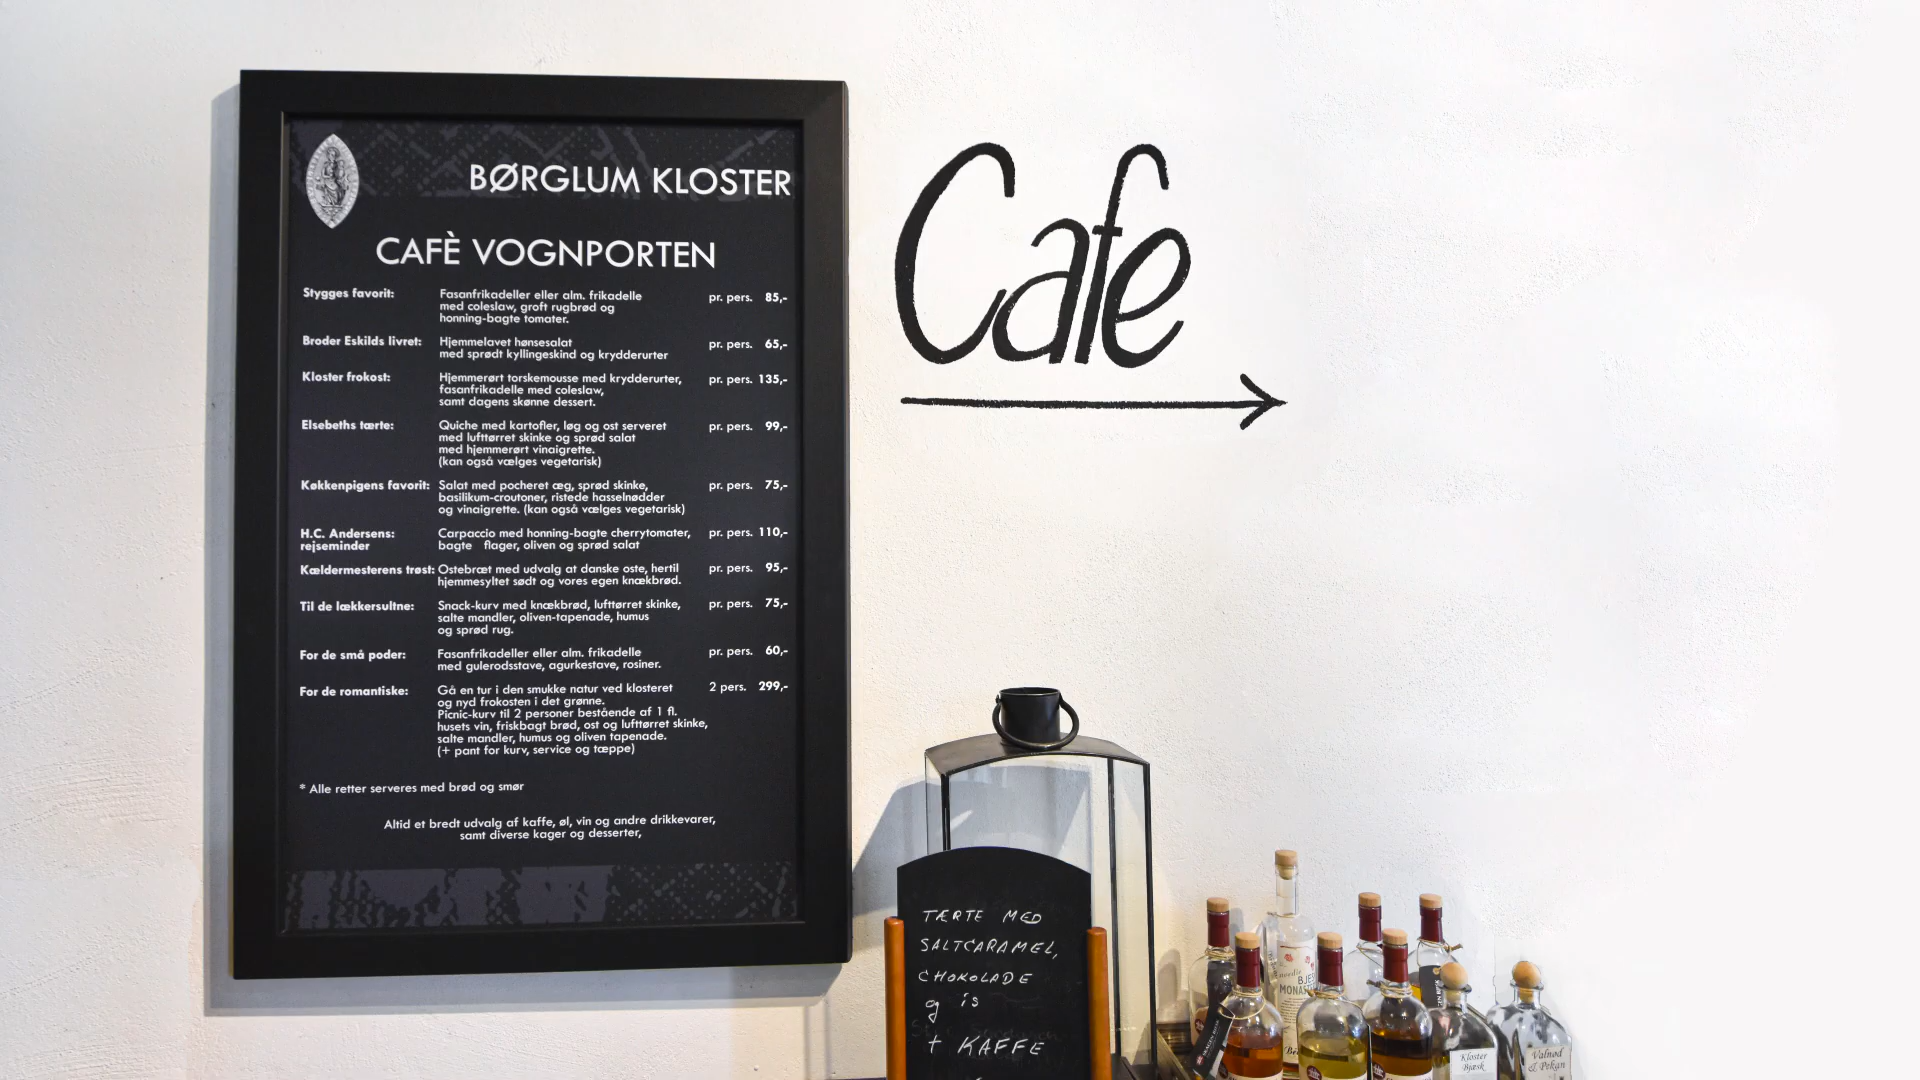 BØRGLUM KLOSTER
CAFÈ VOGNPORTEN
Stygges favorit: Fasanfrikadeller eller alm. frikadelle pr. pers. 85,-
med coleslaw, groft rugbrød og
honning-bagte tomater.
Broder Eskilds livret: Hjemmelavet hønsesalat pr. pers. 65,-
med sprødt kyllingeskind og krydderurter
Kloster frokost: Hjemmerørt torskemousse med krydderurter, pr. pers. 135,-
fasanfrikadelle med coleslaw,
samt dagens skønne dessert.
Elsebeths tærte: Quiche med kartofler, løg og ost serveret pr. pers. 99,-
med lufttørret skinke og sprød salat
med hjemmerørt vinaigrette.
(kan også vælges vegetarisk)
Køkkenpigens favorit: Salat med pocheret æg, sprød skinke, pr. pers. 75,-
basilikum-croutoner, ristede hasselnødder
og vinaigrette. (kan også vælges vegetarisk)
H.C. Andersens: Carpaccio med honning-bagte cherrytomater, pr. pers. 110,-
rejseminder bagte flager, oliven og sprød salat
Kældermesterens trøst: Ostebræt med udvalg at danske oste, hertil pr. pers. 95,-
hjemmesyltet sødt og vores egen knækbrød.
Til de lækkersultne: Snack-kurv med knækbrød, lufttørret skinke, pr. pers. 75,-
salte mandler, oliven-tapenade, humus
og sprød rug.
For de små poder: Fasanfrikadeller eller alm. frikadelle pr. pers. 60,-
med gulerodsstave, agurkestave, rosiner.
For de romantiske: Gå en tur i den smukke natur ved klosteret 2 pers. 299,-
og nyd frokosten i det grønne.
Picnic-kurv til 2 personer bestående af 1 fl.
husets vin, friskbagt brød, ost og lufttørret skinke,
salte mandler, humus og oliven tapenade.
(+ pant for kurv, service og tæppe)
* Alle retter serveres med brød og smør
Altid et bredt udvalg af kaffe, øl, vin og andre drikkevarer,
samt diverse kager og desserter,
Cafe
TÆRTE MED
SALTCARAMEL,
CHOKOLADE
og is
+ KAFFE
Kloster
Bjæsk
Valnød
& Pekan